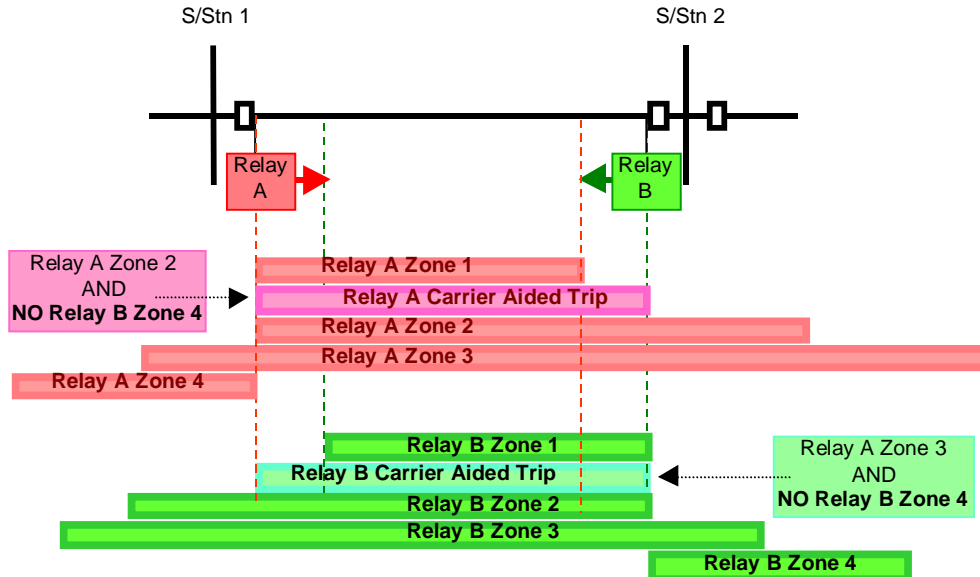 S/Stn 1
S/Stn 2
Relay
A
Relay
B
Relay A Zone 2
AND
NO Relay B Zone 4
Relay A Zone 1
Relay A Carrier Aided Trip
Relay A Zone 2
Relay A Zone 3
Relay A Zone 4
Relay B Zone 1
Relay B Carrier Aided Trip
Relay B Zone 2
Relay B Zone 3
Relay B Zone 4
Relay A Zone 3
AND
NO Relay B Zone 4